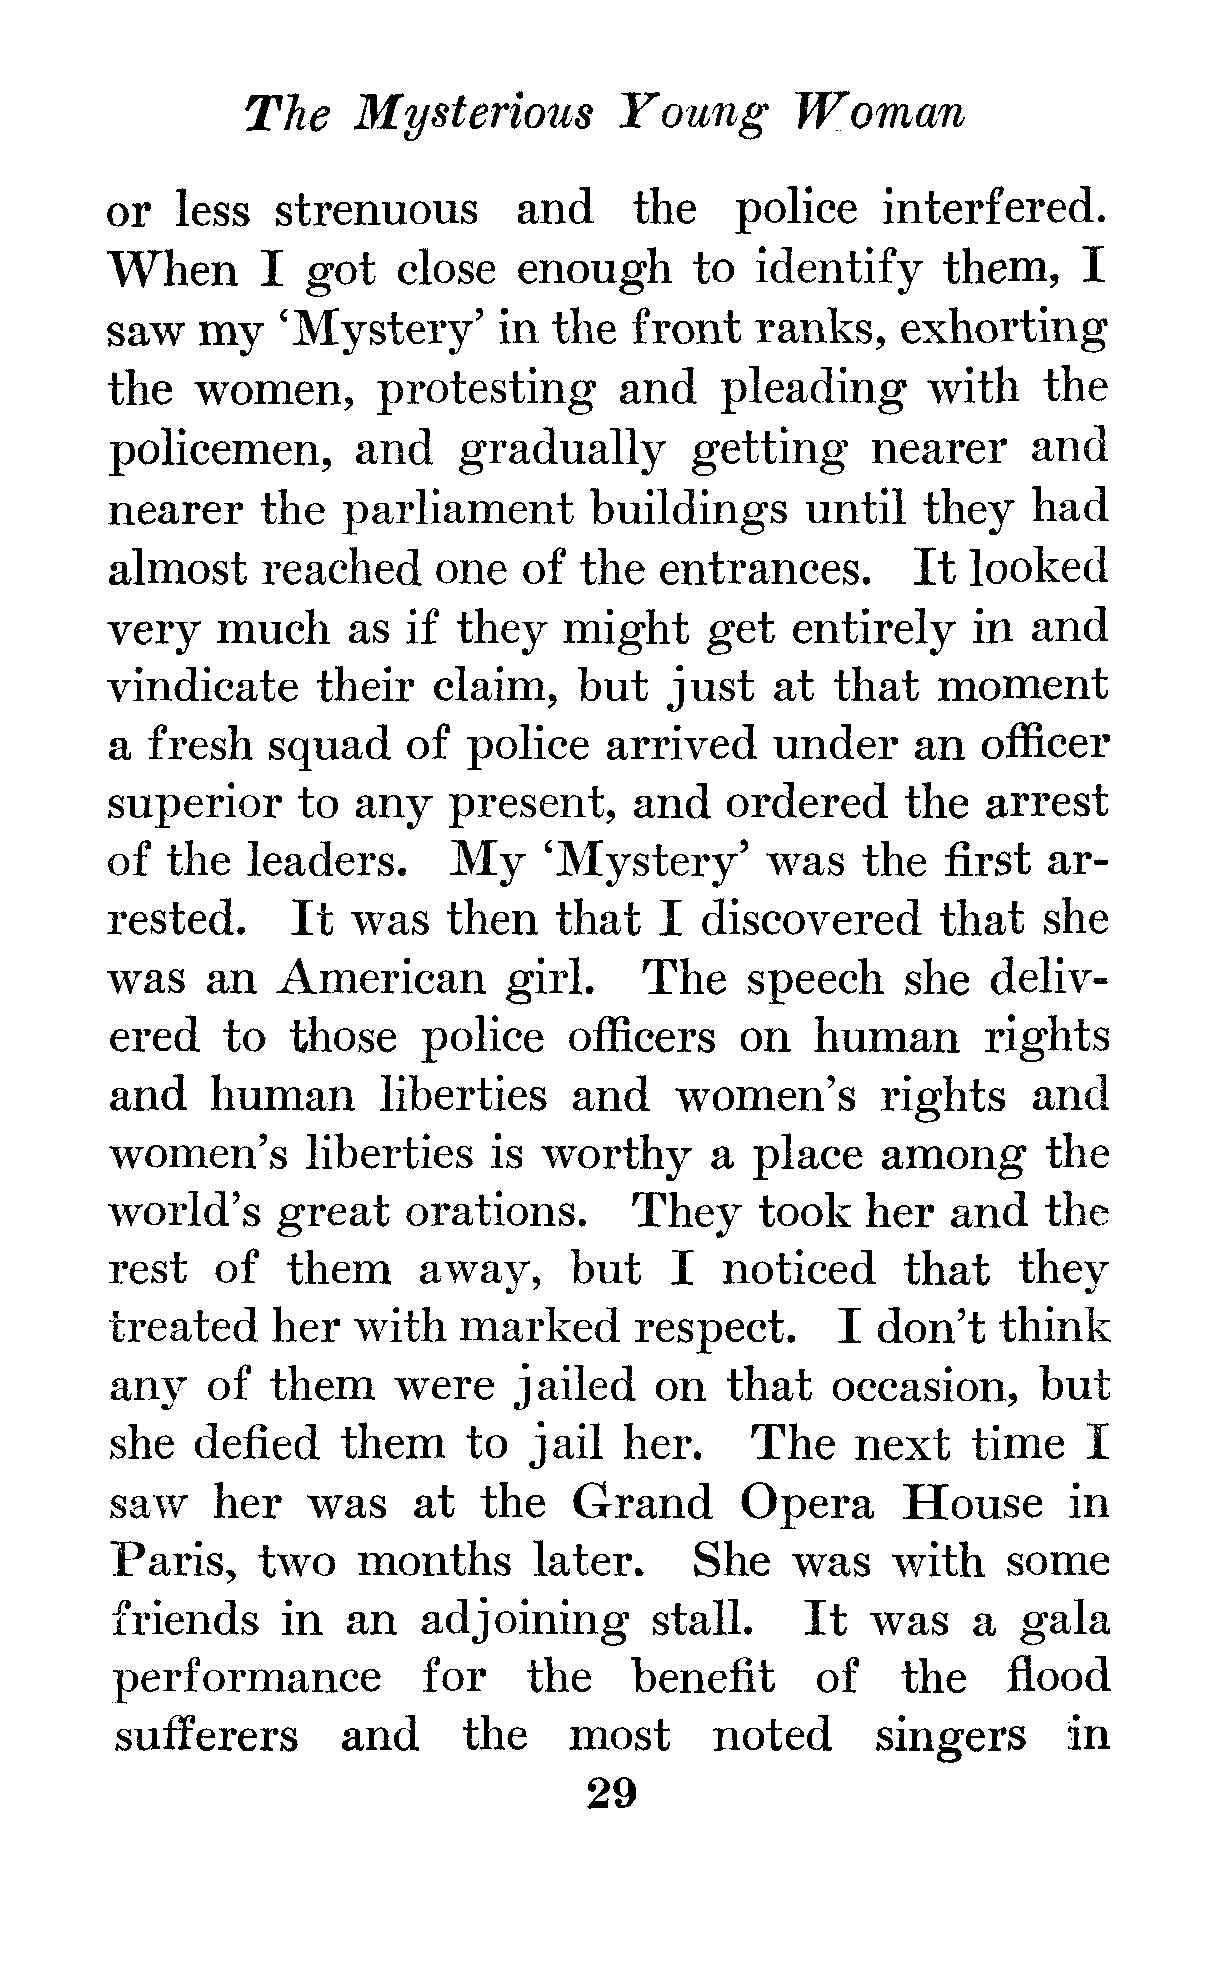 The Mysterious Young Woman
or less strenuous and the police interfered.
When I got close enough to identify them, I
saw my ‘Mystery’ in the front ranks, exhorting
the women, protesting and pleading with the
policemen, and gradually getting nearer and
nearer the parliament buildings until they had
almost reached one of the entrances. It looked
very much as if they might get entirely in and
vindicate their claim, but just at that moment
a fresh squad of police arrived under an officer
superior to any present, and ordered the arrest
of the leaders. My ‘Mystery’ was the first ar-
rested. It was then that I discovered that she
was an American girl. The speech she deliv-
ered to those police officers on human rights
and human liberties and women’s rights and
women’s liberties is worthy a place among the
world’s great orations. They took her and the
rest of them away, but I noticed that they
treated her with marked respect. I don’t think
any of them were jailed on that occasion, but
she defied them to jail her. The next time I
saw her was at the Grand Opera House in
Paris, two months later. She was with some
friends in an adjoining stall. It was a gala
performance for the benefit of the flood
sufferers and the most noted singers in
29